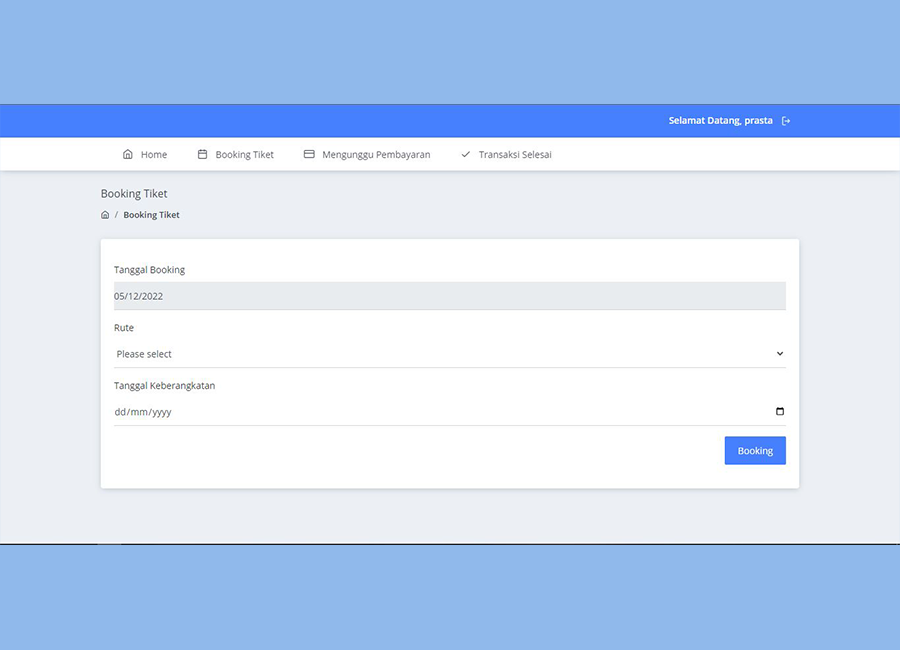 Selamat Datang, prasta
Home Booking Tiket Mengunggu Pembayaran Transaksi Selesai
Booking Tiket
/ Booking Tiket
Tanggal Booking
05/12/2022
Rute
Please select
Tanggal Keberangkatan
dd/mm/yyyy
Booking